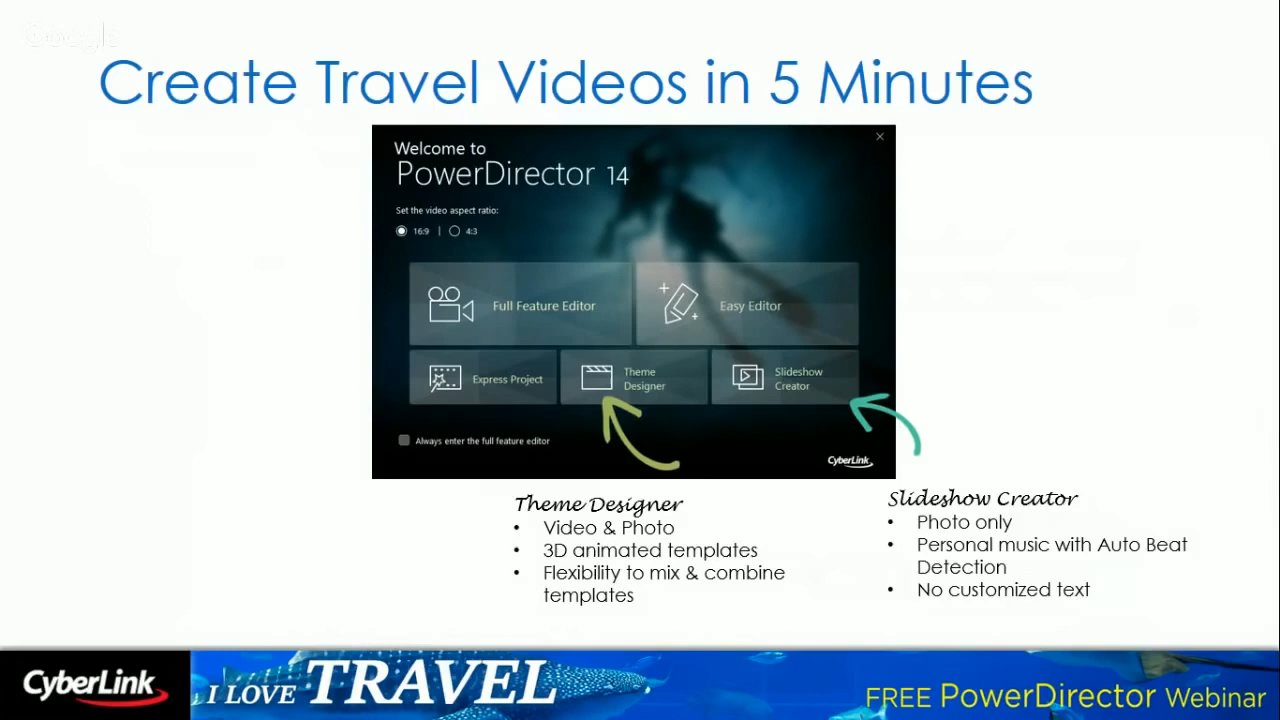 Create Travel Videos in 5 Minutes
Welcome to
PowerDirector 14
Set the video aspect ratio:
16:9 | 4:3
Full Feature Editor
Easy Editor
Express Project
Theme
Designer
Slideshow
Creator
Always enter the full feature editor
CyberLink
Theme Designer
• Video & Photo
• 3D animated templates
• Flexibility to mix & combine
templates
Slideshow Creator
• Photo only
• Personal music with Auto Beat
Detection
• No customized text
CyberLink
I LOVE TRAVEL
FREE PowerDirector Webinar